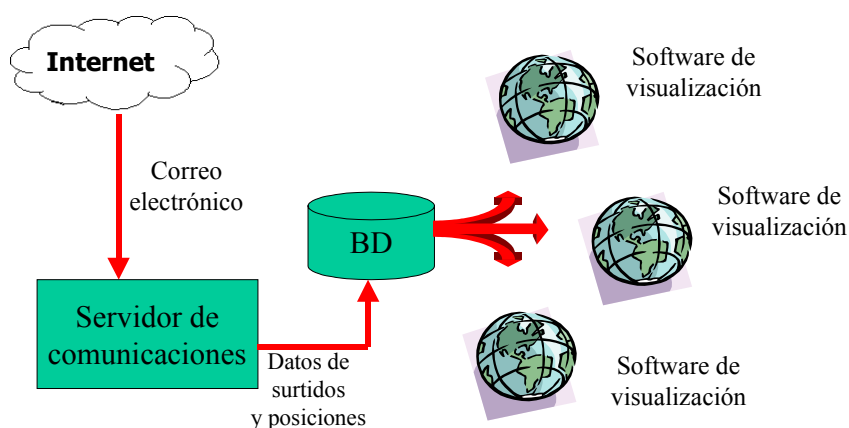 Internet
Software de
visualización
Correo
electrónico
BD
Software de
visualización
Servidor de
comunicaciones
Datos de
surtidos
y posiciones
Software de
visualización